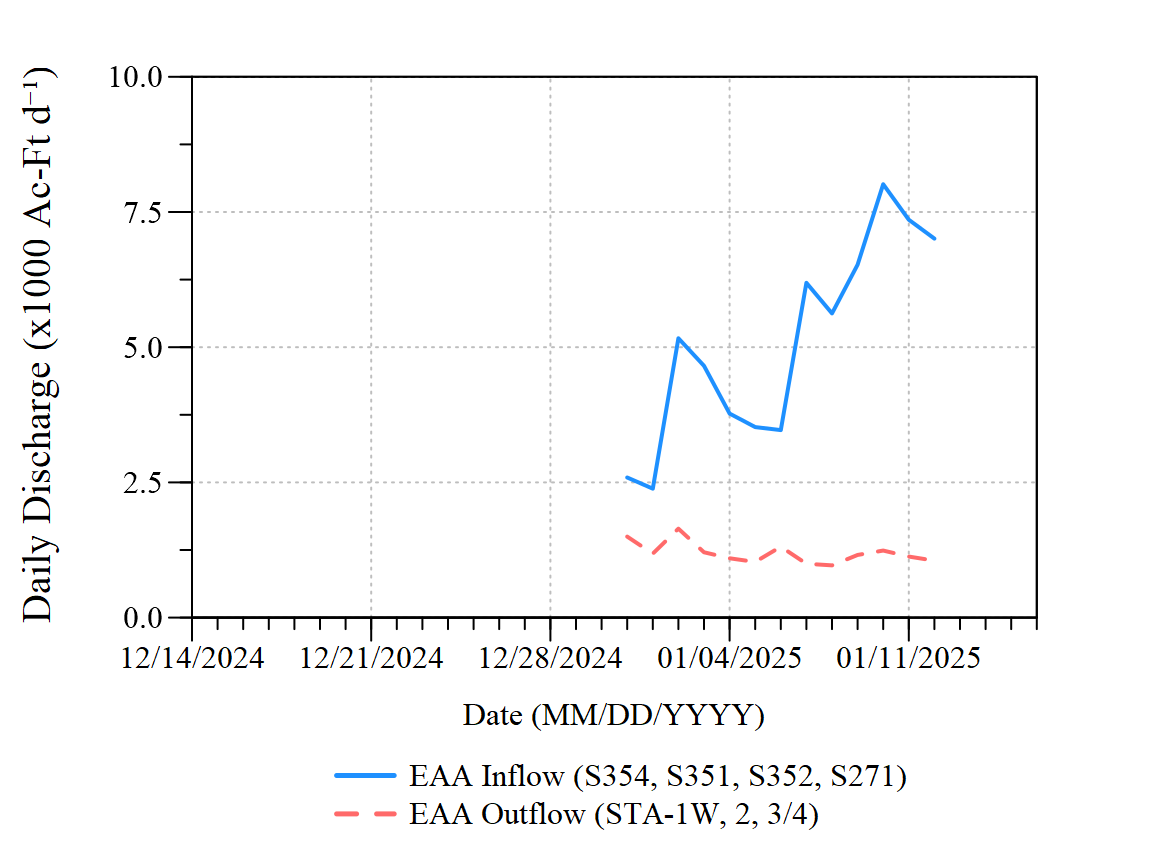 Daily Discharge (x1000 Ac-Ft d⁻¹)
10.0
7.5
5.0
2.5
0.0
12/14/2024 12/21/2024 12/28/2024 01/04/2025 01/11/2025
Date (MM/DD/YYYY)
EAA Inflow (S354, S351, S352, S271)
EAA Outflow (STA-1W, 2, 3/4)